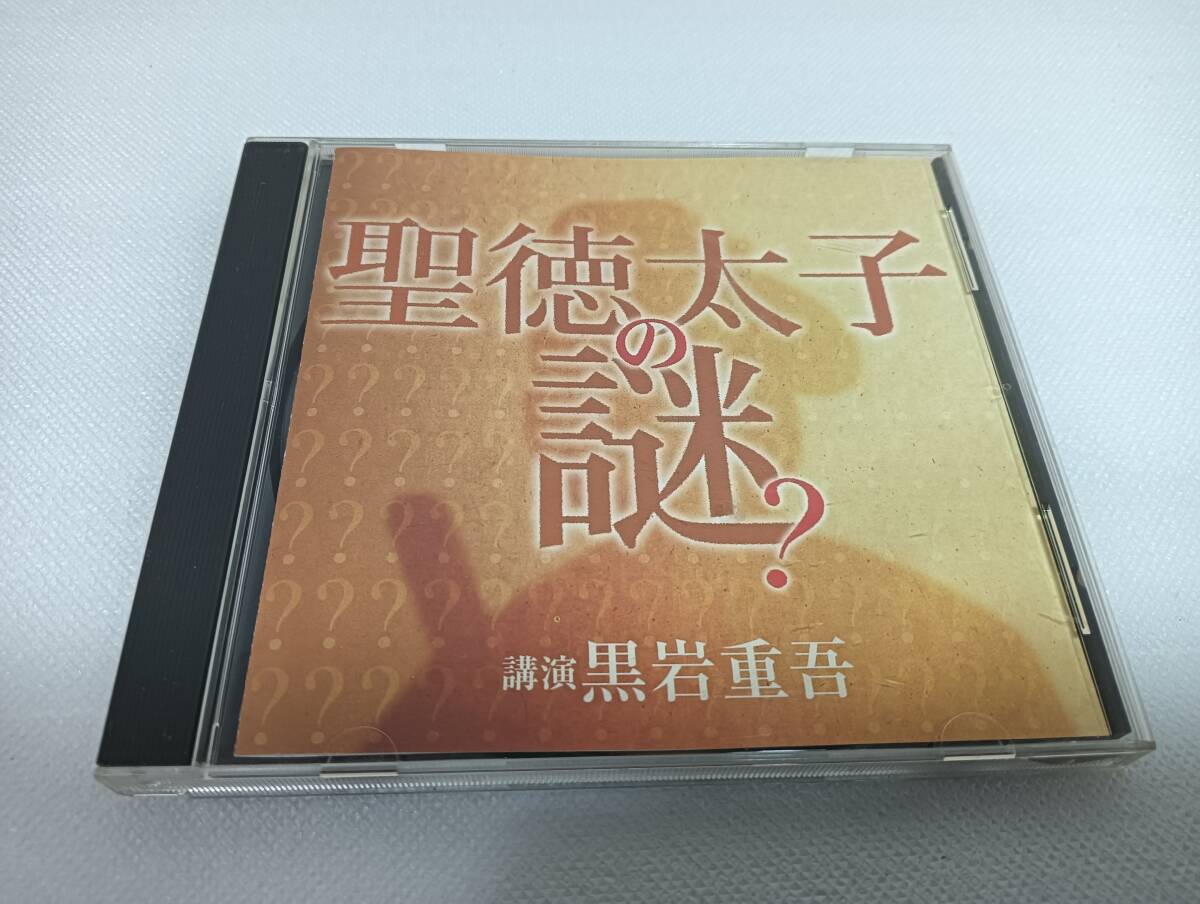 聖徳太子
の
謎?
講演 黒岩重吾